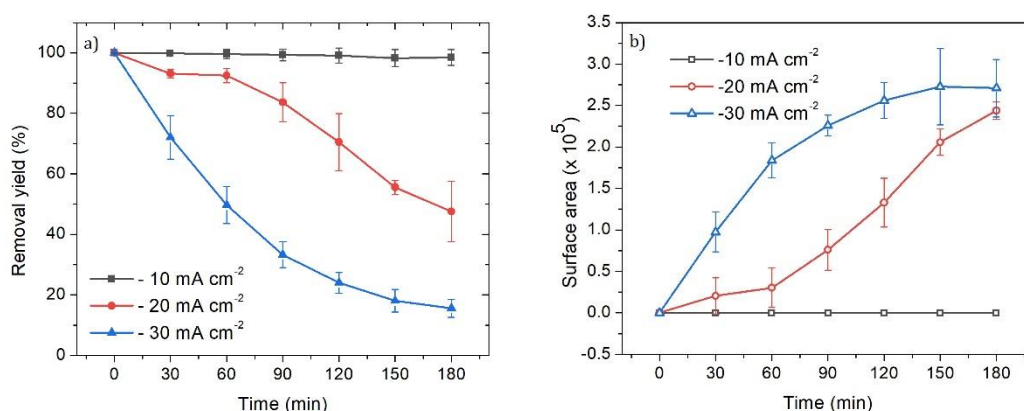 a)
100
80
60
40
20
0
Removal yield (%)
- 10 mA cm⁻²
- 20 mA cm⁻²
- 30 mA cm⁻²
0 30 60 90 120 150 180
Time (min)
b)
3.5
3.0
2.5
2.0
1.5
1.0
0.5
0.0
-0.5
Surface area (x 10⁵)
-10 mA cm⁻²
-20 mA cm⁻²
-30 mA cm⁻²
0 30 60 90 120 150 180
Time (min)